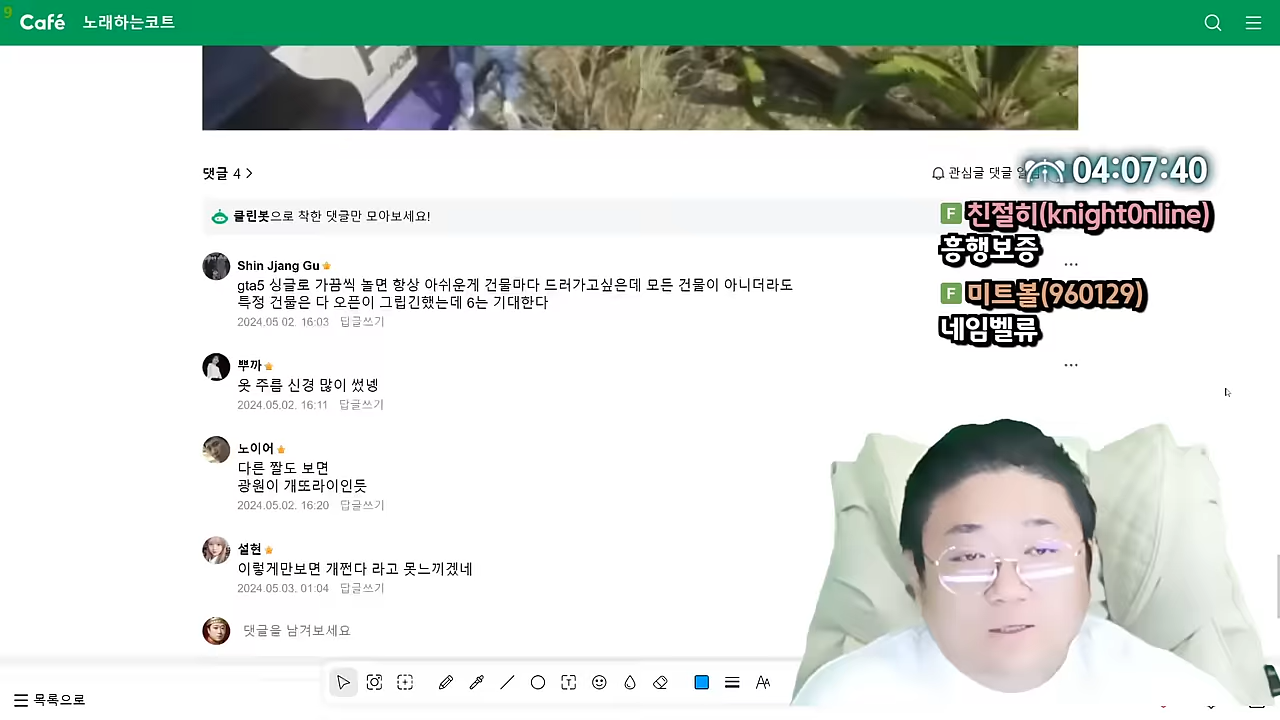 9
Café 노래하는코트
댓글 4
관심글 댓글 알
04:07:40
클린봇으로 착한 댓글만 모아보세요!
F 친절히(knight0nline)
흥행보증
F 미트볼(960129)
네임벨류
Shin Jjang Gu
gta5 싱글로 가끔씩 놀면 항상 아쉬운게 건물마다 드러가고싶은데 모든 건물이 아니더라도
특정 건물은 다 오픈이 그립긴했는데 6는 기대한다
2024.05.02. 16:03 답글쓰기
뿌까
옷 주름 신경 많이 썼넹
2024.05.02. 16:11 답글쓰기
노이어
다른 짤도 보면
광원이 개또라이인듯
2024.05.02. 16:20 답글쓰기
설현
이렇게만보면 개쩐다 라고 못느끼겠네
2024.05.03. 01:04 답글쓰기
댓글을 남겨보세요
목록으로